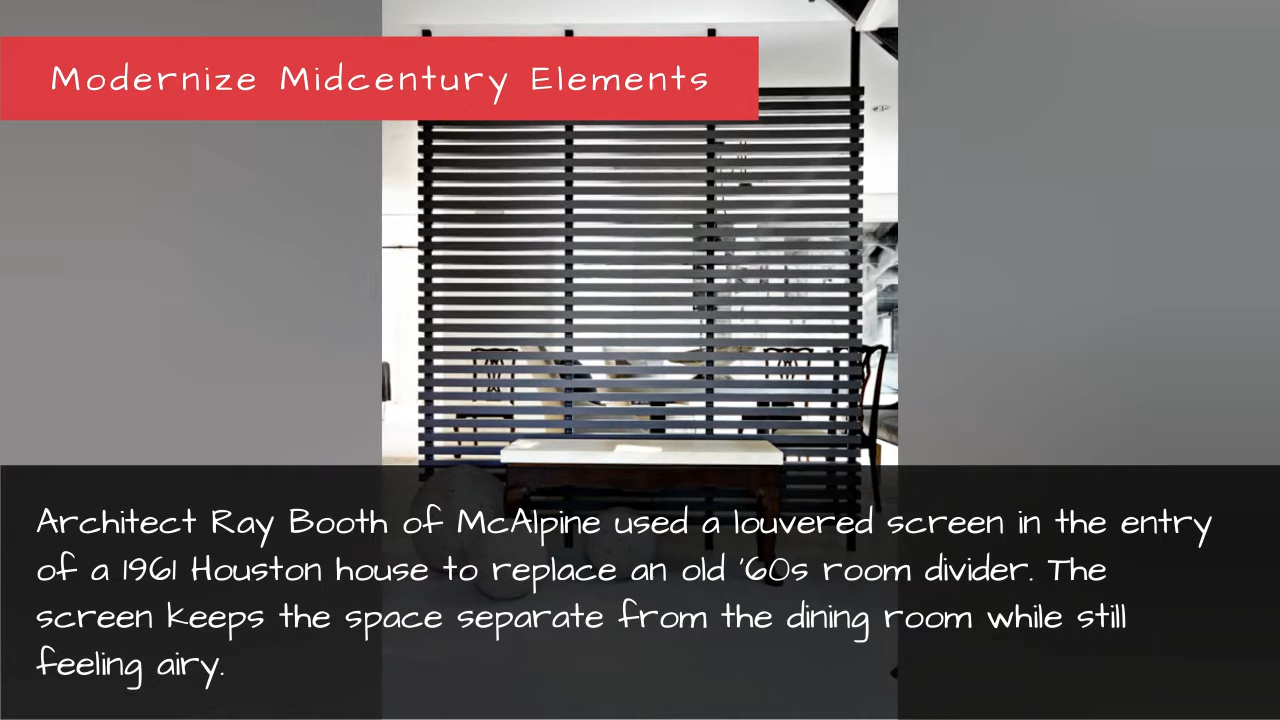 Modernize Midcentury Elements
Architect Ray Booth of McAlpine used a louvered screen in the entry
of a 1961 Houston house to replace an old '60s room divider. The
screen keeps the space separate from the dining room while still
feeling airy.